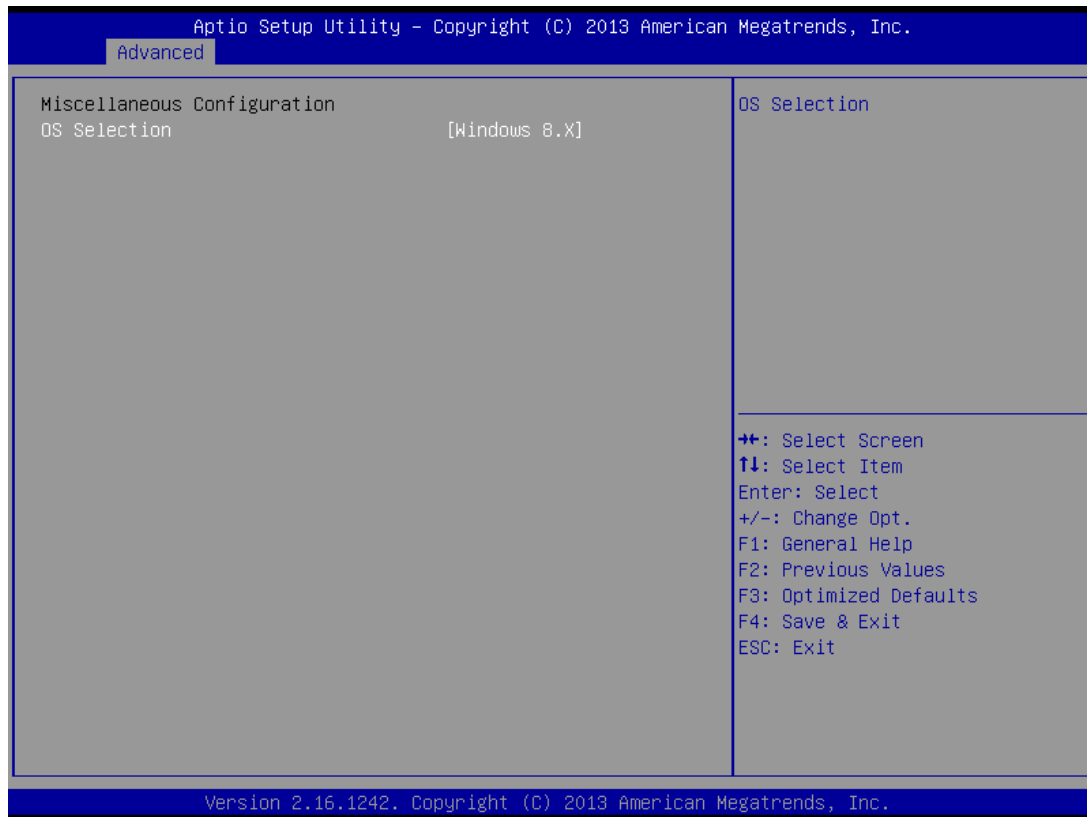 Aptio Setup Utility – Copyright (C) 2013 American Megatrends, Inc.
Advanced
Miscellaneous Configuration
OS Selection [Windows 8.X]
OS Selection
→←: Select Screen
↑↓: Select Item
Enter: Select
+/-: Change Opt.
F1: General Help
F2: Previous Values
F3: Optimized Defaults
F4: Save & Exit
ESC: Exit
Version 2.16.1242. Copyright (C) 2013 American Megatrends, Inc.